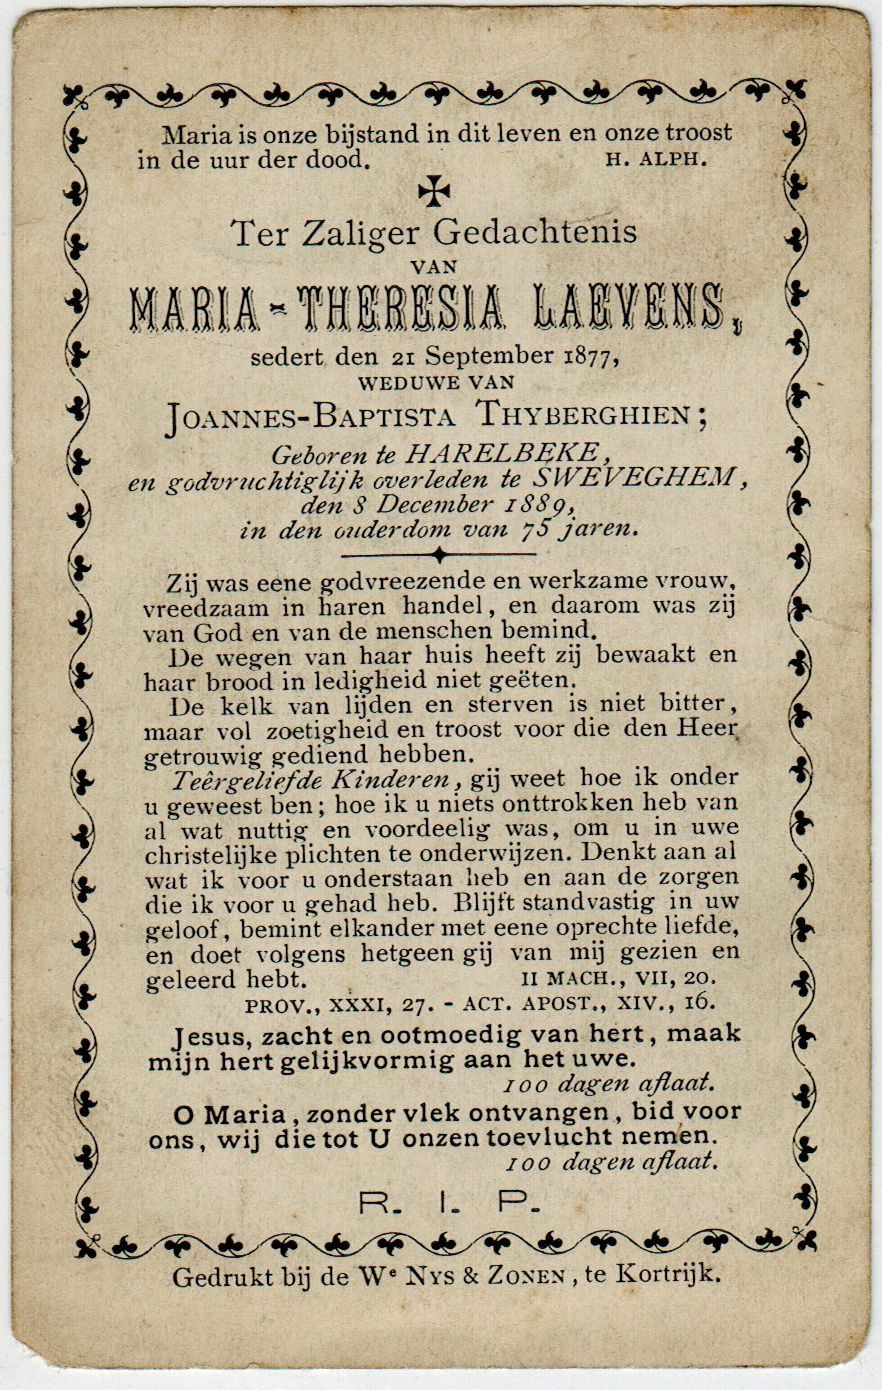 Maria is onze bijstand in dit leven en onze troost
in de uur der dood. H. ALPH.
Ter Zaliger Gedachtenis
VAN
MARIA-THERESIA LAEVENS,
sedert den 21 September 1877,
WEDUWE VAN
JOANNES-BAPTISTA THYBERGHIEN;
Geboren te HARELBEKE,
en godvruchtiglijk overleden te SWEVEGHEM,
den 8 December 1889,
in den ouderdom van 75 jaren.
Zij was eene godvreezende en werkzame vrouw,
vreedzaam in haren handel, en daarom was zij
van God en van de menschen bemind.
De wegen van haar huis heeft zij bewaakt en
haar brood in ledigheid niet geëten.
De kelk van lijden en sterven is niet bitter,
maar vol zoetigheid en troost voor die den Heer
getrouwig gediend hebben.
Teêrgeliefde Kinderen, gij weet hoe ik onder
u geweest ben; hoe ik u niets onttrokken heb van
al wat nuttig en voordeelig was, om u in uwe
christelijke plichten te onderwijzen. Denkt aan al
wat ik voor u onderstaan heb en aan de zorgen
die ik voor u gehad heb. Blijft standvastig in uw
geloof, bemint elkander met eene oprechte liefde,
en doet volgens hetgeen gij van mij gezien en
geleerd hebt. II MACH., VII, 20.
PROV., XXXI, 27. - ACT. APOST., XIV., 16.
Jesus, zacht en ootmoedig van hert, maak
mijn hert gelijkvormig aan het uwe.
100 dagen aflaat.
O Maria, zonder vlek ontvangen, bid voor
ons, wij die tot U onzen toevlucht nemen.
100 dagen aflaat.
R. I. P.
Gedrukt bij de We NYS & ZONEN, te Kortrijk.